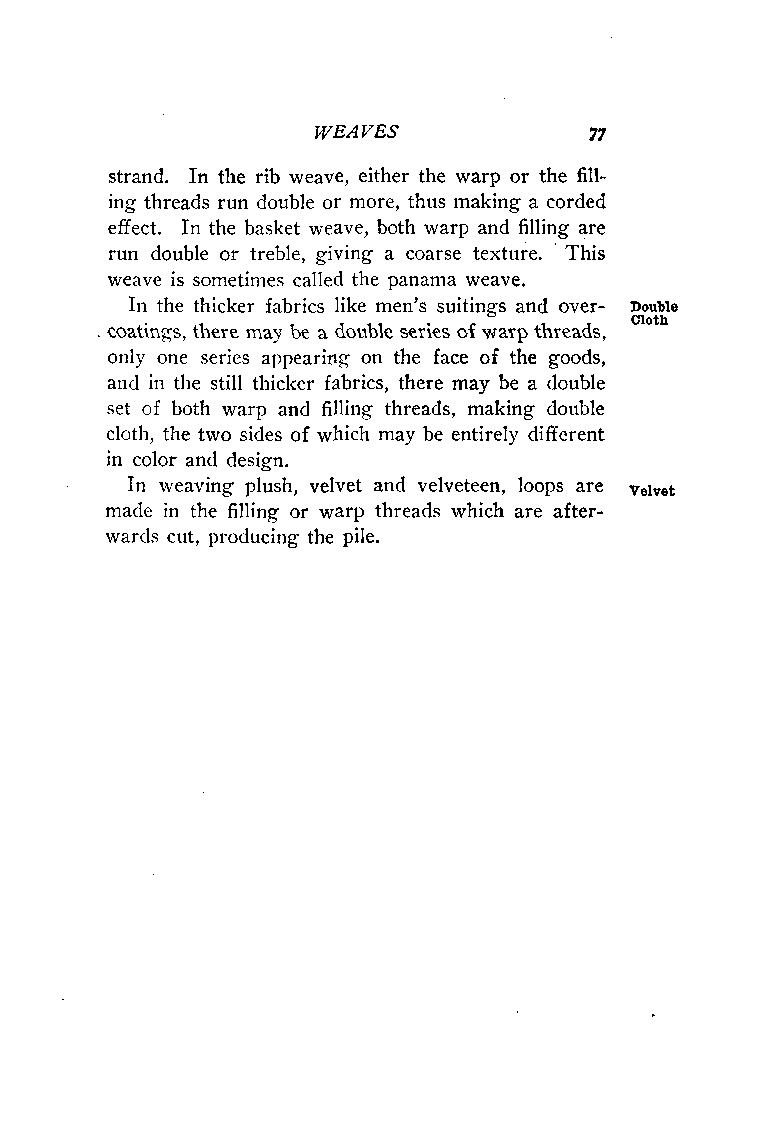 WEAVES 77
strand. In the rib weave, either the warp or the fill-
ing threads run double or more, thus making a corded
effect. In the basket weave, both warp and filling are
run double or treble, giving a coarse texture. This
weave is sometimes called the panama weave.
In the thicker fabrics like men's suitings and over-
Double
Cloth
coatings, there may be a double series of warp threads,
only one series appearing on the face of the goods,
and in the still thicker fabrics, there may be a double
set of both warp and filling threads, making double
cloth, the two sides of which may be entirely different
in color and design.
In weaving plush, velvet and velveteen, loops are
Velvet
made in the filling or warp threads which are after-
wards cut, producing the pile.